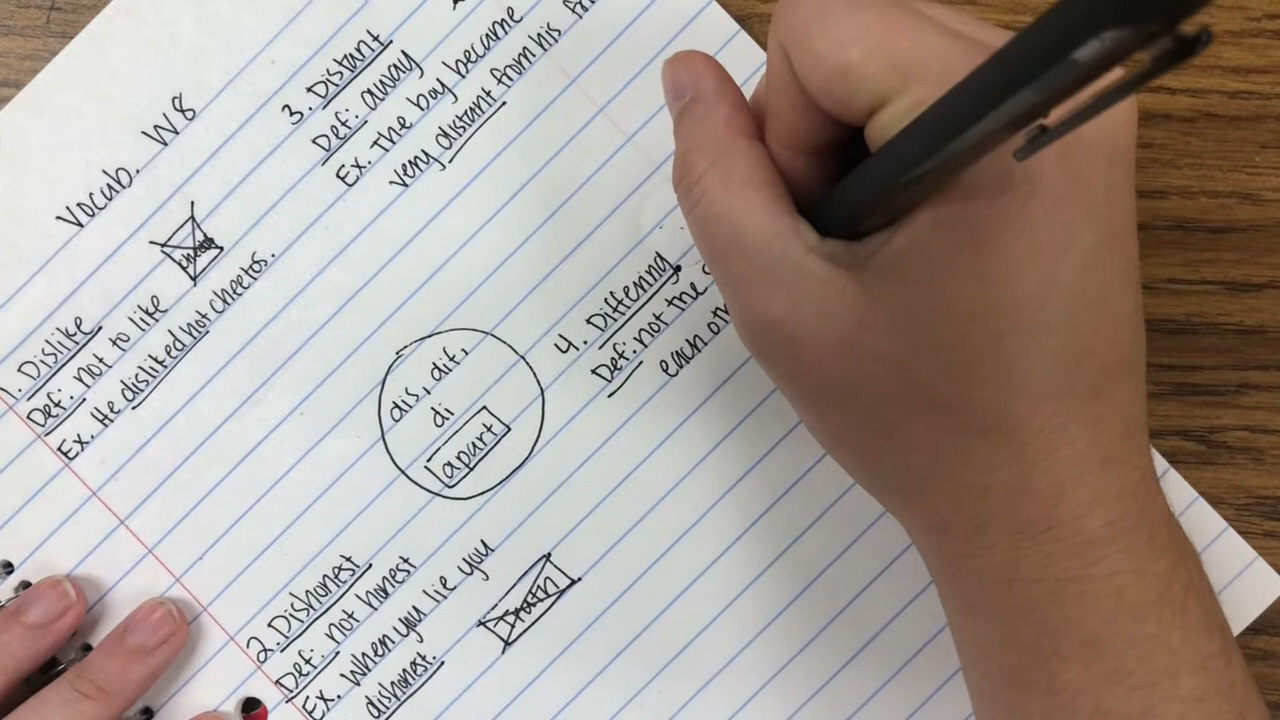 Vocab. W8
1. Dislike
Def: not to like
Ex. He disliked hot cheetos.
3. Distant
Def: away
Ex. The boy became
very distant from his
dis, dif,
di
apart
4. Differing
Def: not the
each
2. Dishonest
Def: not honest
Ex. When you lie you
dishonest.